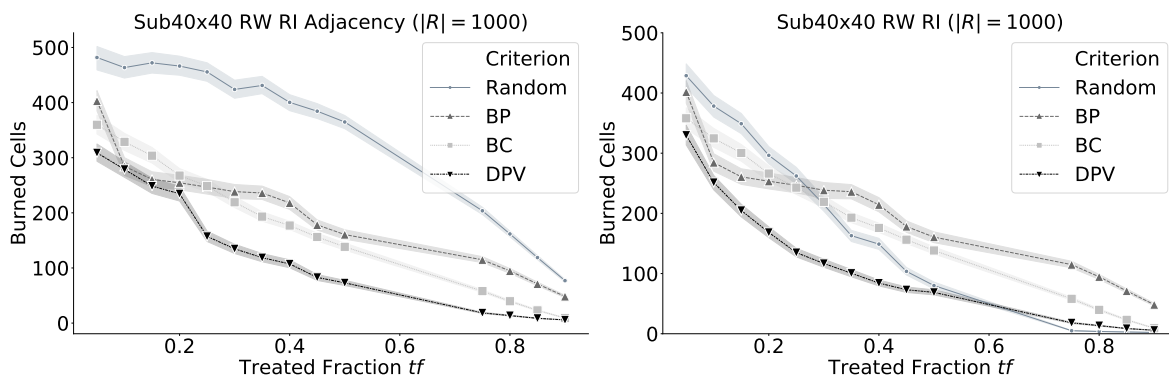 Sub40x40 RW RI Adjacency (|R| = 1000)
500
400
300
200
100
0
Burned Cells
0.2 0.4 0.6 0.8
Treated Fraction tf
Criterion
Random
BP
BC
DPV
Sub40x40 RW RI (|R| = 1000)
500
400
300
200
100
0
Burned Cells
0.2 0.4 0.6 0.8
Treated Fraction tf
Criterion
Random
BP
BC
DPV